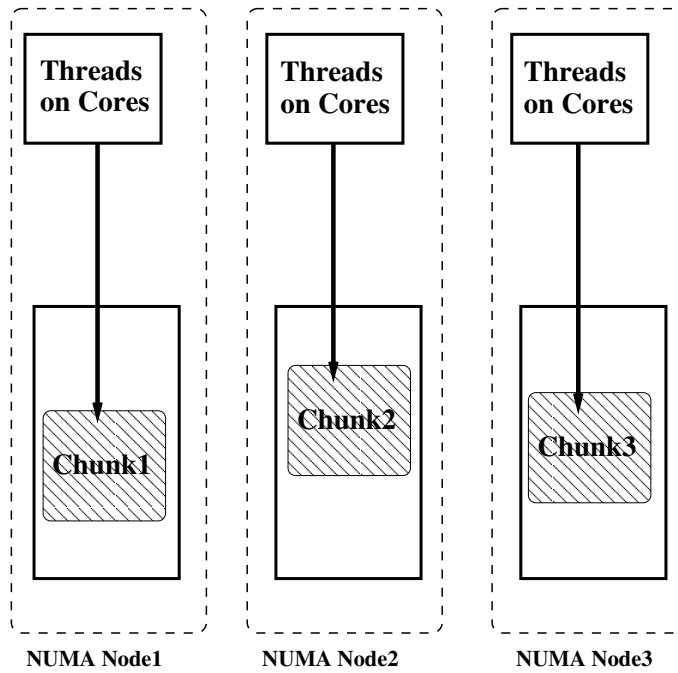 Threads
on Cores
Threads
on Cores
Threads
on Cores
Chunk1
Chunk2
Chunk3
NUMA Node1
NUMA Node2
NUMA Node3